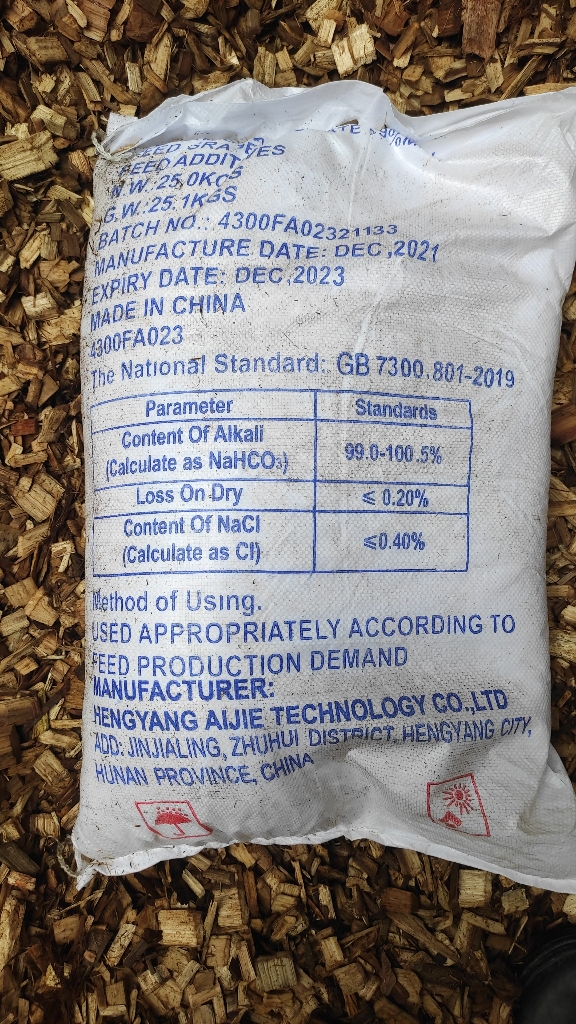 FEED GRADES
FEED ADDITIVES
N.W.:25.0KGS
G.W.:25.1KGS
BATCH NO.: 4300FA02321133
MANUFACTURE DATE: DEC,2021
EXPIRY DATE: DEC,2023
MADE IN CHINA
4300FA023
The National Standard: GB 7300.801-2019
Parameter Standards
Content Of Alkali
(Calculate as NaHCO₃) 99.0-100.5%
Loss On Dry ≤ 0.20%
Content Of NaCl
(Calculate as Cl) ≤0.40%
Method of Using.
USED APPROPRIATELY ACCORDING TO
FEED PRODUCTION DEMAND
MANUFACTURER:
HENGYANG AIJIE TECHNOLOGY CO.,LTD
ADD: JINJIALING, ZHUHUI DISTRICT, HENGYANG CITY,
HUNAN PROVINCE, CHINA